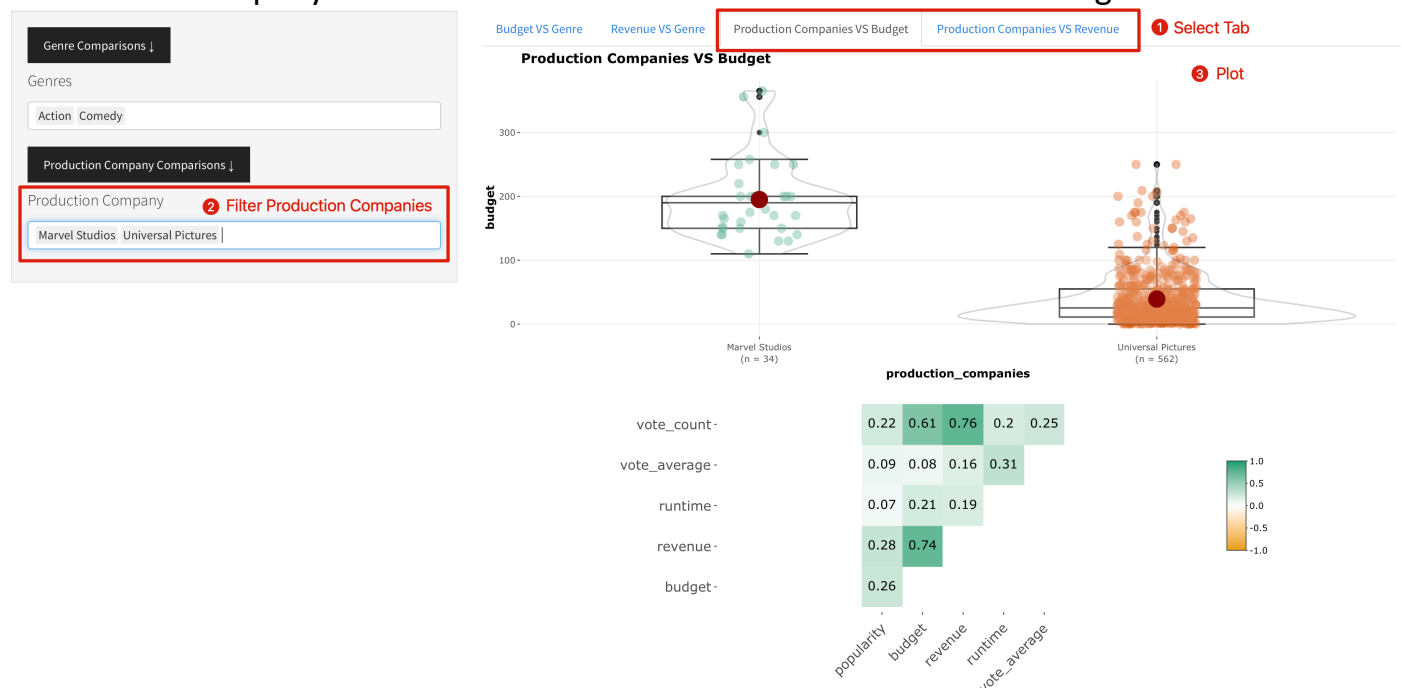 Genre Comparisons ↓
Genres
Action Comedy
Production Company Comparisons ↓
Production Company
2 Filter Production Companies
Marvel Studios Universal Pictures
Budget VS Genre Revenue VS Genre Production Companies VS Budget Production Companies VS Revenue
1 Select Tab
Production Companies VS Budget
3 Plot
budget
300
200
100
0
Marvel Studios
(n = 34)
Universal Pictures
(n = 562)
production_companies
vote_count 0.22 0.61 0.76 0.2 0.25
vote_average 0.09 0.08 0.16 0.31
runtime 0.07 0.21 0.19
revenue 0.28 0.74
budget 0.26
popularity budget revenue runtime vote_average
1.0
0.5
0.0
-0.5
-1.0